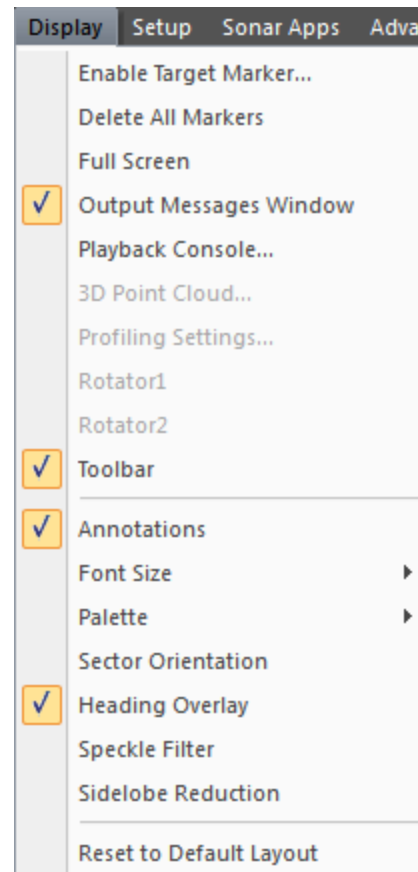 Display Setup Sonar Apps
Enable Target Marker...
Delete All Markers
Full Screen
Output Messages Window
Playback Console...
3D Point Cloud...
Profiling Settings...
Rotator1
Rotator2
Toolbar
Annotations
Font Size
Palette
Sector Orientation
Heading Overlay
Speckle Filter
Sidelobe Reduction
Reset to Default Layout